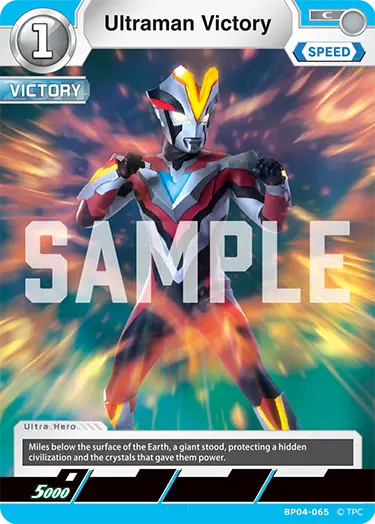 1
Ultraman Victory
C
SPEED
VICTORY
SAMPLE
Ultra Hero
Miles below the surface of the Earth, a giant stood, protecting a hidden
civilization and the crystals that gave them power.
5000
BP04-065 © TPC